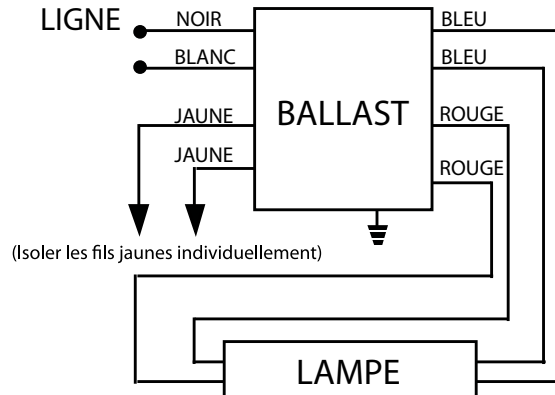 LIGNE
NOIR
BLEU
BLANC
BLEU
JAUNE
BALLAST
ROUGE
JAUNE
ROUGE
(Isoler les fils jaunes individuellement)
LAMPE